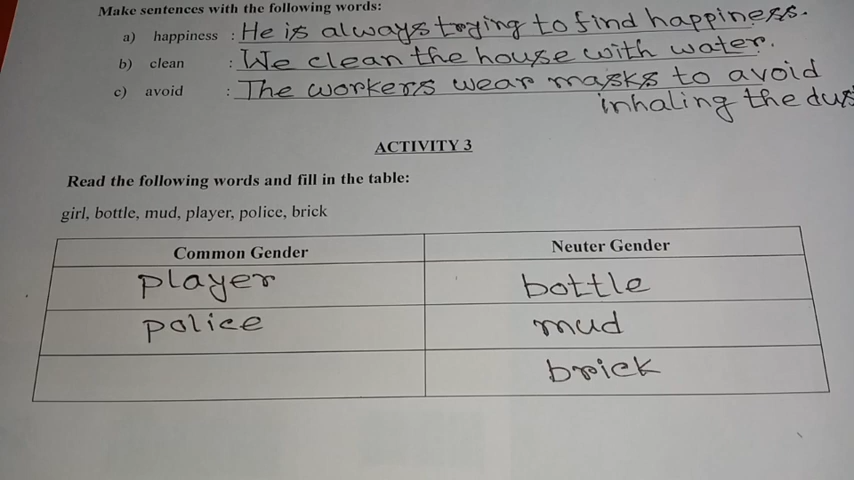 Make sentences with the following words:
a) happiness : He is always trying to find happiness.
b) clean : We clean the house with water.
c) avoid : The workers wear masks to avoid
inhaling the dus
ACTIVITY 3
Read the following words and fill in the table:
girl, bottle, mud, player, police, brick
Common Gender Neuter Gender
player bottle
police mud
brick